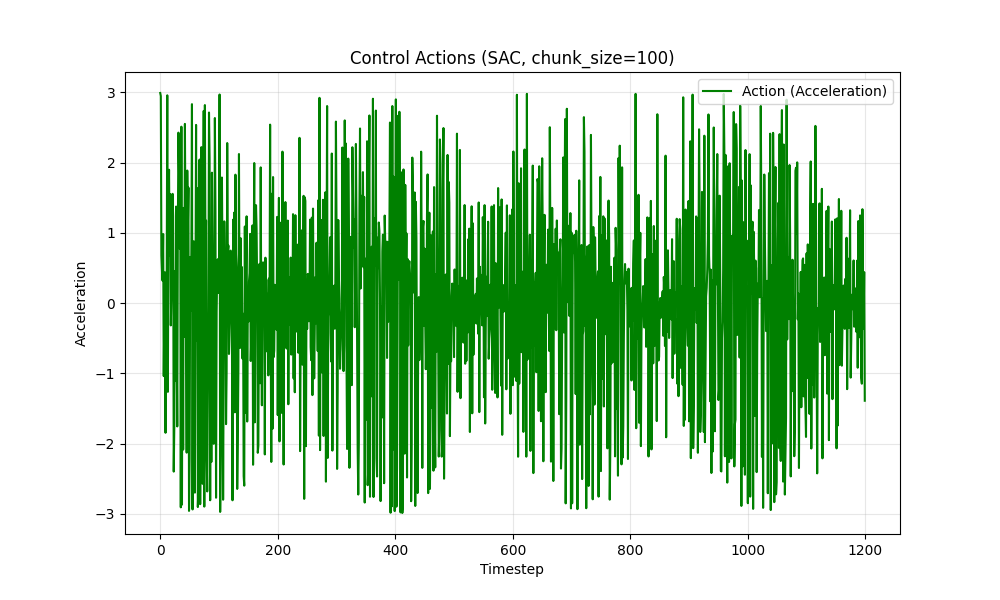 Control Actions (SAC, chunk_size=100)
Action (Acceleration)
3
2
1
0
−1
−2
−3
Acceleration
0 200 400 600 800 1000 1200
Timestep